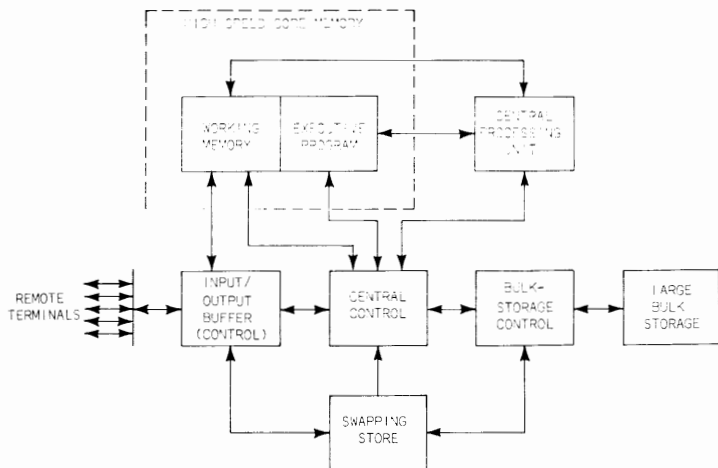 HIGH SPEED CORE MEMORY
WORKING
MEMORY
EXECUTIVE
PROGRAM
CENTRAL
PROCESSING
UNIT
REMOTE
TERMINALS
INPUT/
OUTPUT
BUFFER
(CONTROL)
CENTRAL
CONTROL
BULK-
STORAGE
CONTROL
LARGE
BULK
STORAGE
SWAPPING
STORE